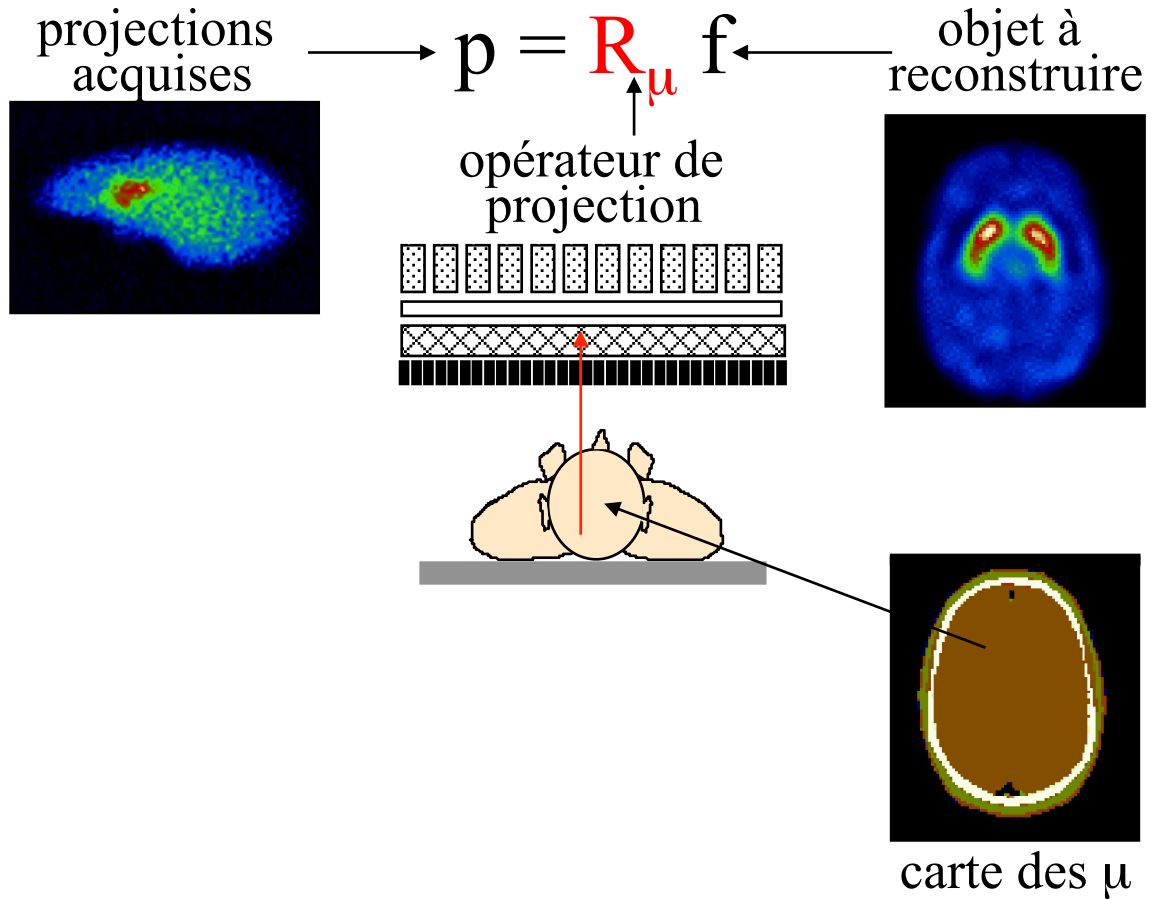 projections
acquises
p = Rμ f
objet à
reconstruire
opérateur de
projection
carte des μ